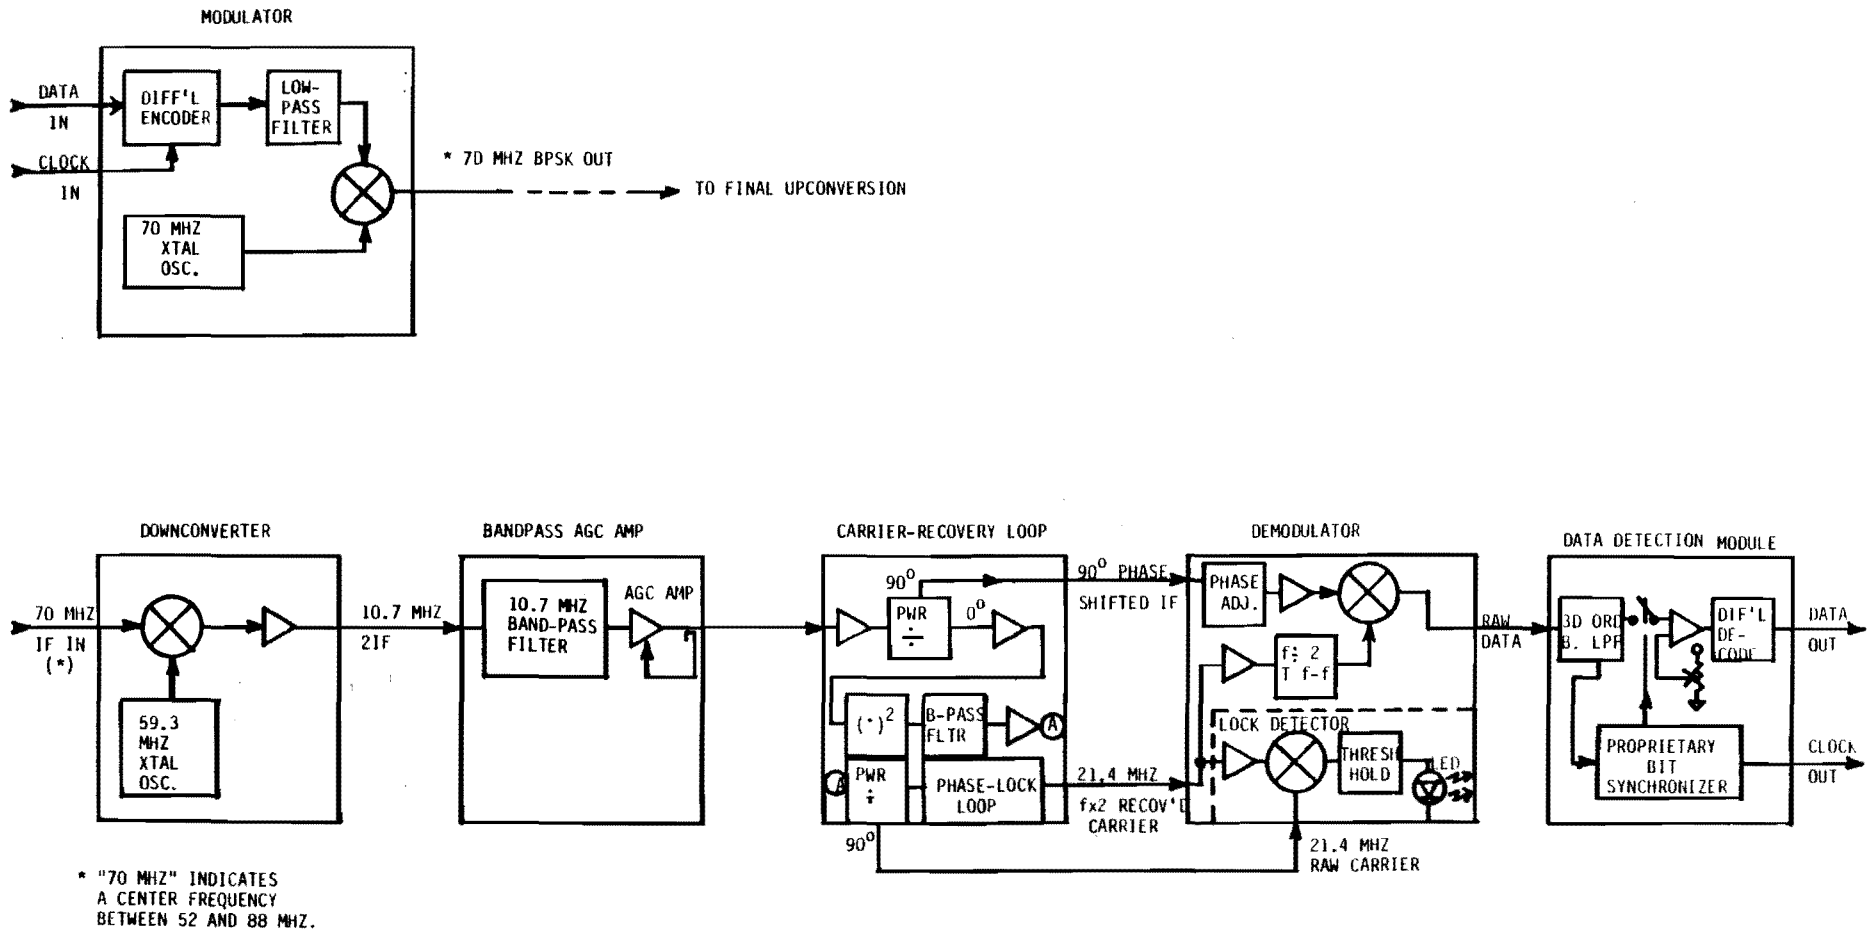 MODULATOR
DATA
IN
CLOCK
IN
DIFF'L
ENCODER
LOW-
PASS
FILTER
70 MHZ
XTAL
OSC.
* 7D MHZ BPSK OUT
TO FINAL UPCONVERSION
DOWNCONVERTER
70 MHZ
IF IN
(*)
59.3
MHZ
XTAL
OSC.
10.7 MHZ
2IF
BANDPASS AGC AMP
10.7 MHZ
BAND-PASS
FILTER
AGC AMP
CARRIER-RECOVERY LOOP
90°
PWR
÷
0°
(·)²
B-PASS
FLTR
A
A
PWR
÷
PHASE-LOCK
LOOP
90°
90° PHASE
SHIFTED IF
21.4 MHZ
fx2 RECOV'D
CARRIER
DEMODULATOR
PHASE
ADJ.
f÷ 2
T f-f
LOCK DETECTOR
THRESH
HOLD
LED
21.4 MHZ
RAW CARRIER
RAW
DATA
DATA DETECTION MODULE
3D ORD
B. LPF
DIF'L
DE-
CODE
PROPRIETARY
BIT
SYNCHRONIZER
DATA
OUT
CLOCK
OUT
* "70 MHZ" INDICATES
A CENTER FREQUENCY
BETWEEN 52 AND 88 MHZ.